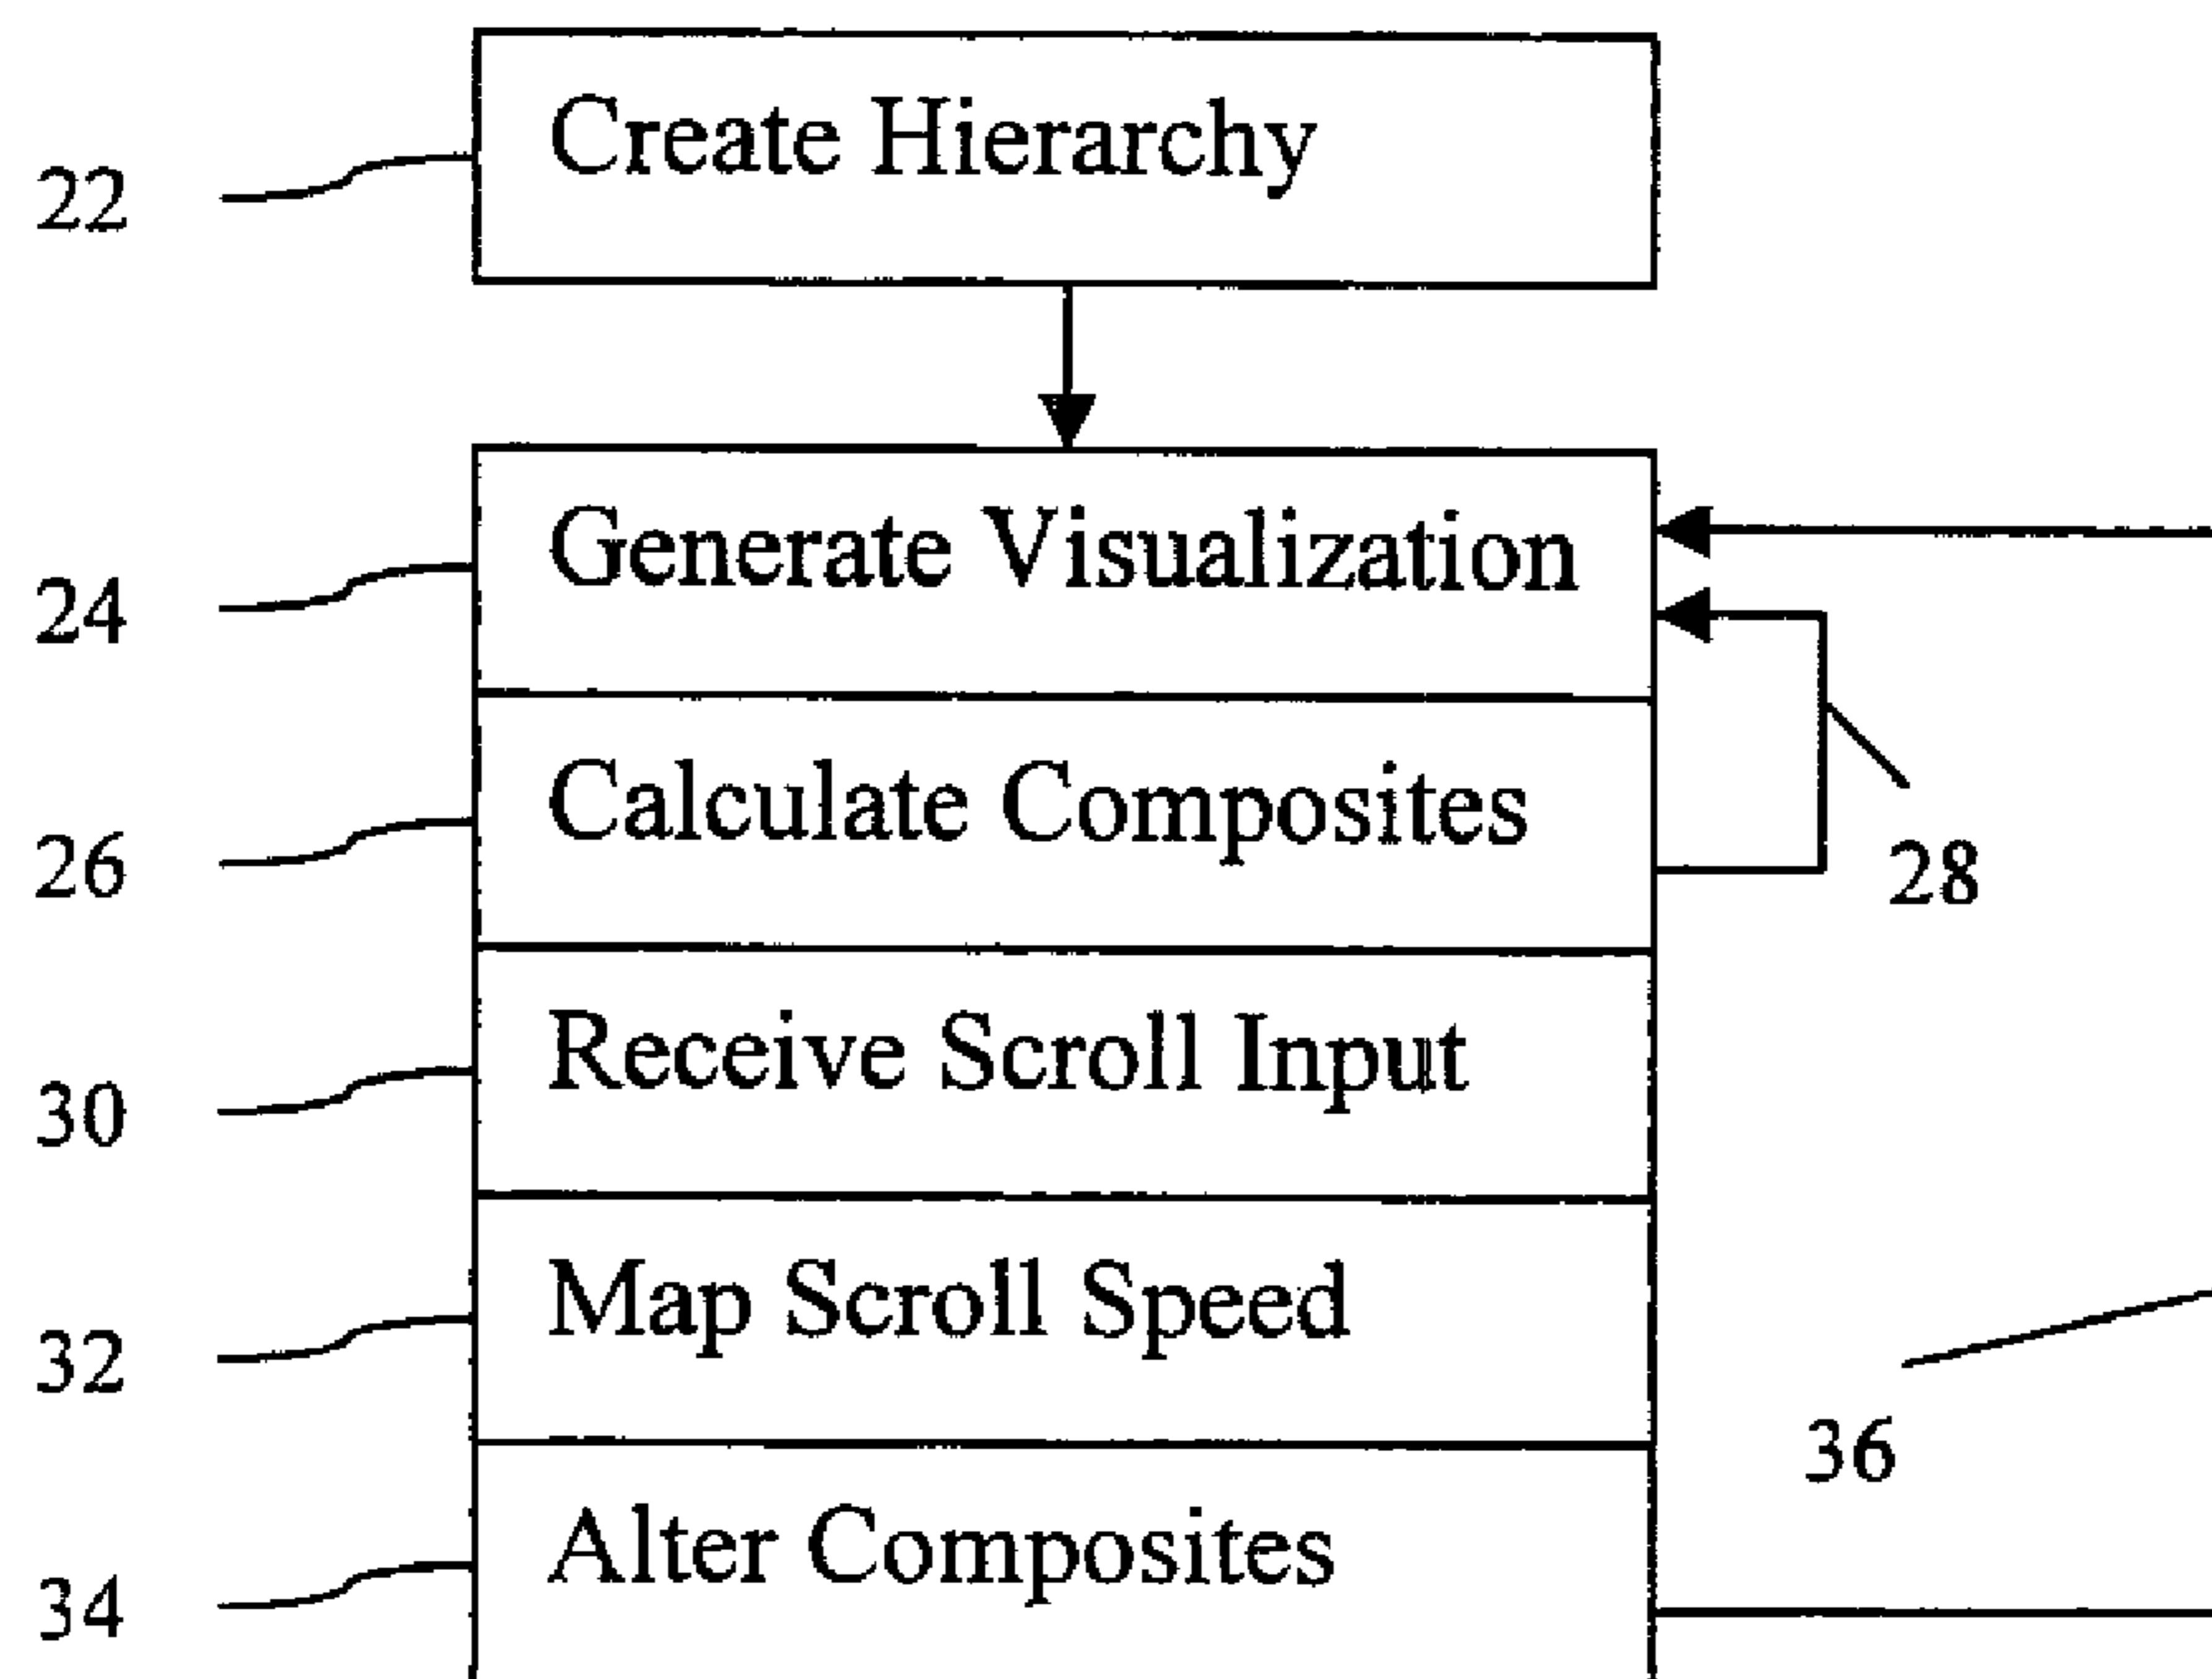 22
Create Hierarchy
24
Generate Visualization
26
Calculate Composites
28
30
Receive Scroll Input
32
Map Scroll Speed
36
34
Alter Composites